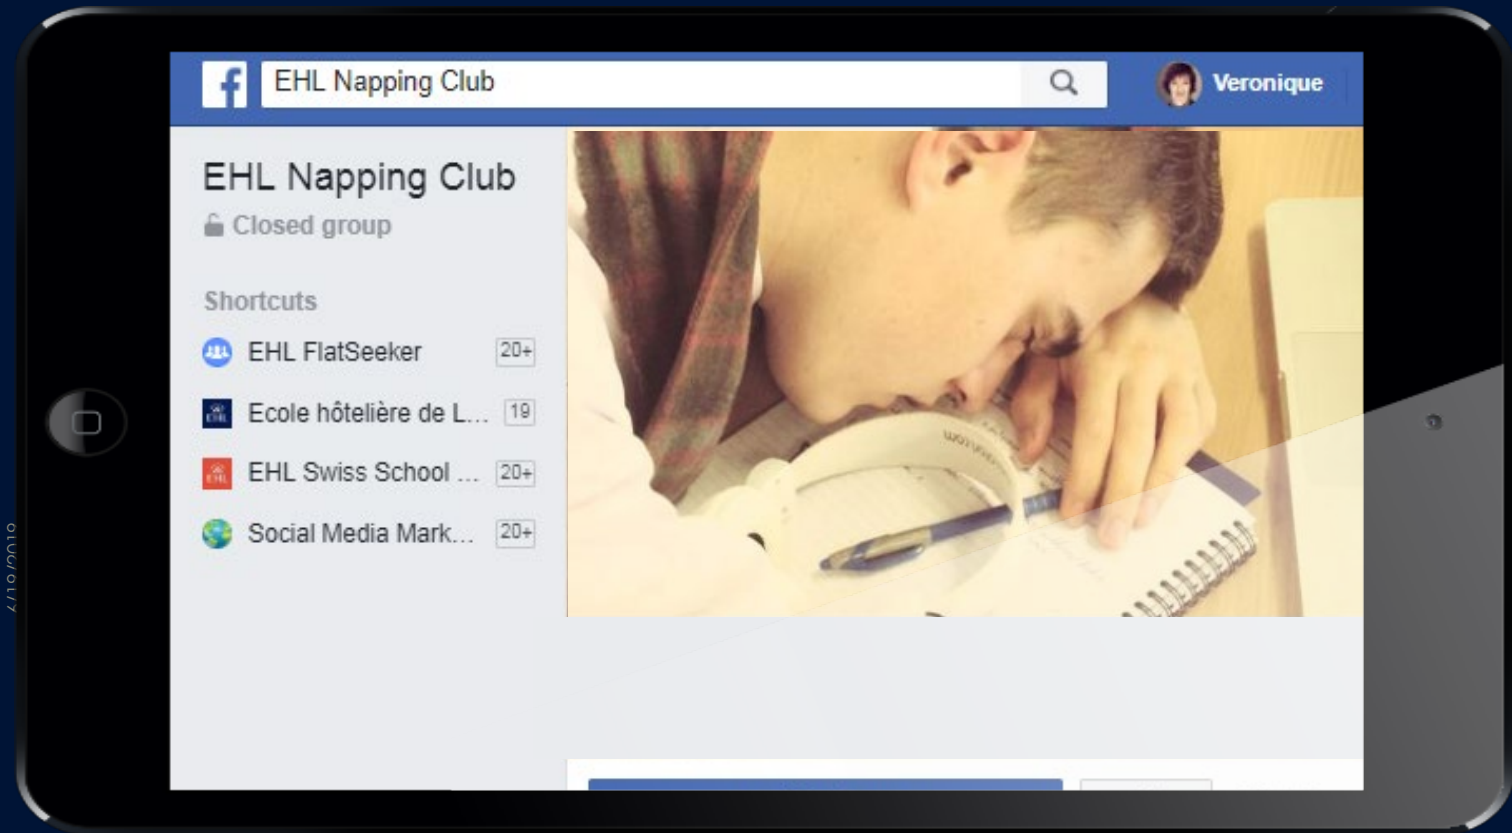 EHL Napping Club
Veronique
EHL Napping Club
Closed group
Shortcuts
EHL FlatSeeker 20+
Ecole hôtelière de L... 19
EHL Swiss School ... 20+
Social Media Mark... 20+